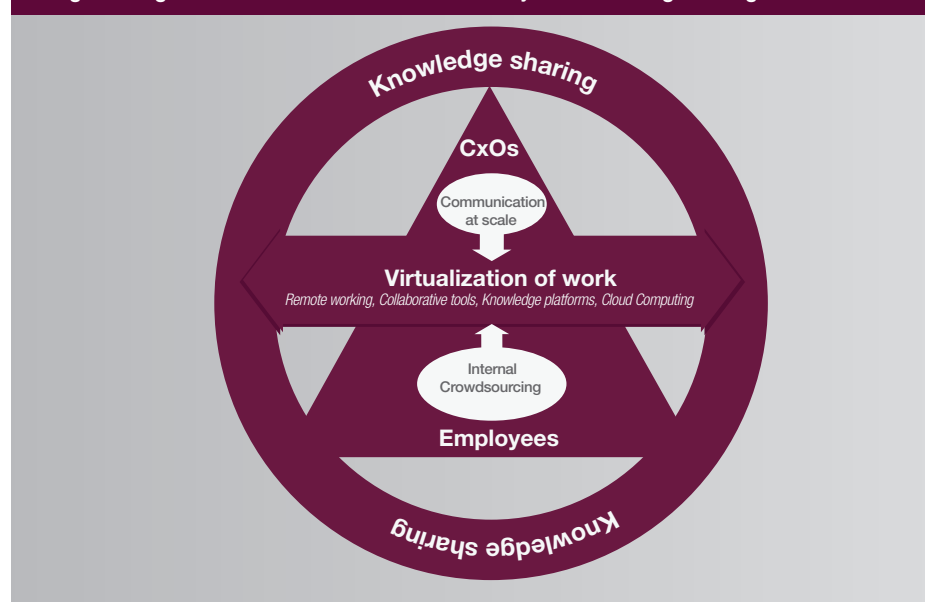 Knowledge sharing
CxOs
Communication
at scale
Virtualization of work
Remote working, Collaborative tools, Knowledge platforms, Cloud Computing
Internal
Crowdsourcing
Employees
Knowledge sharing